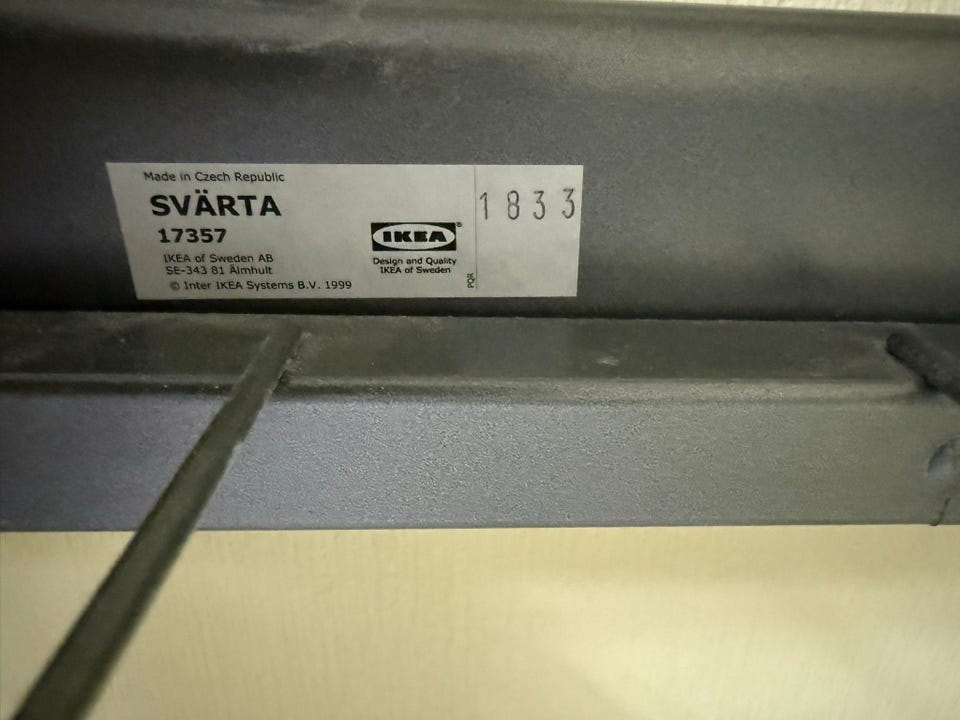 Made in Czech Republic
SVÄRTA
17357
IKEA of Sweden AB
SE-343 81 Älmhult
© Inter IKEA Systems B.V. 1999
IKEA®
Design and Quality
IKEA of Sweden
PQR
1833